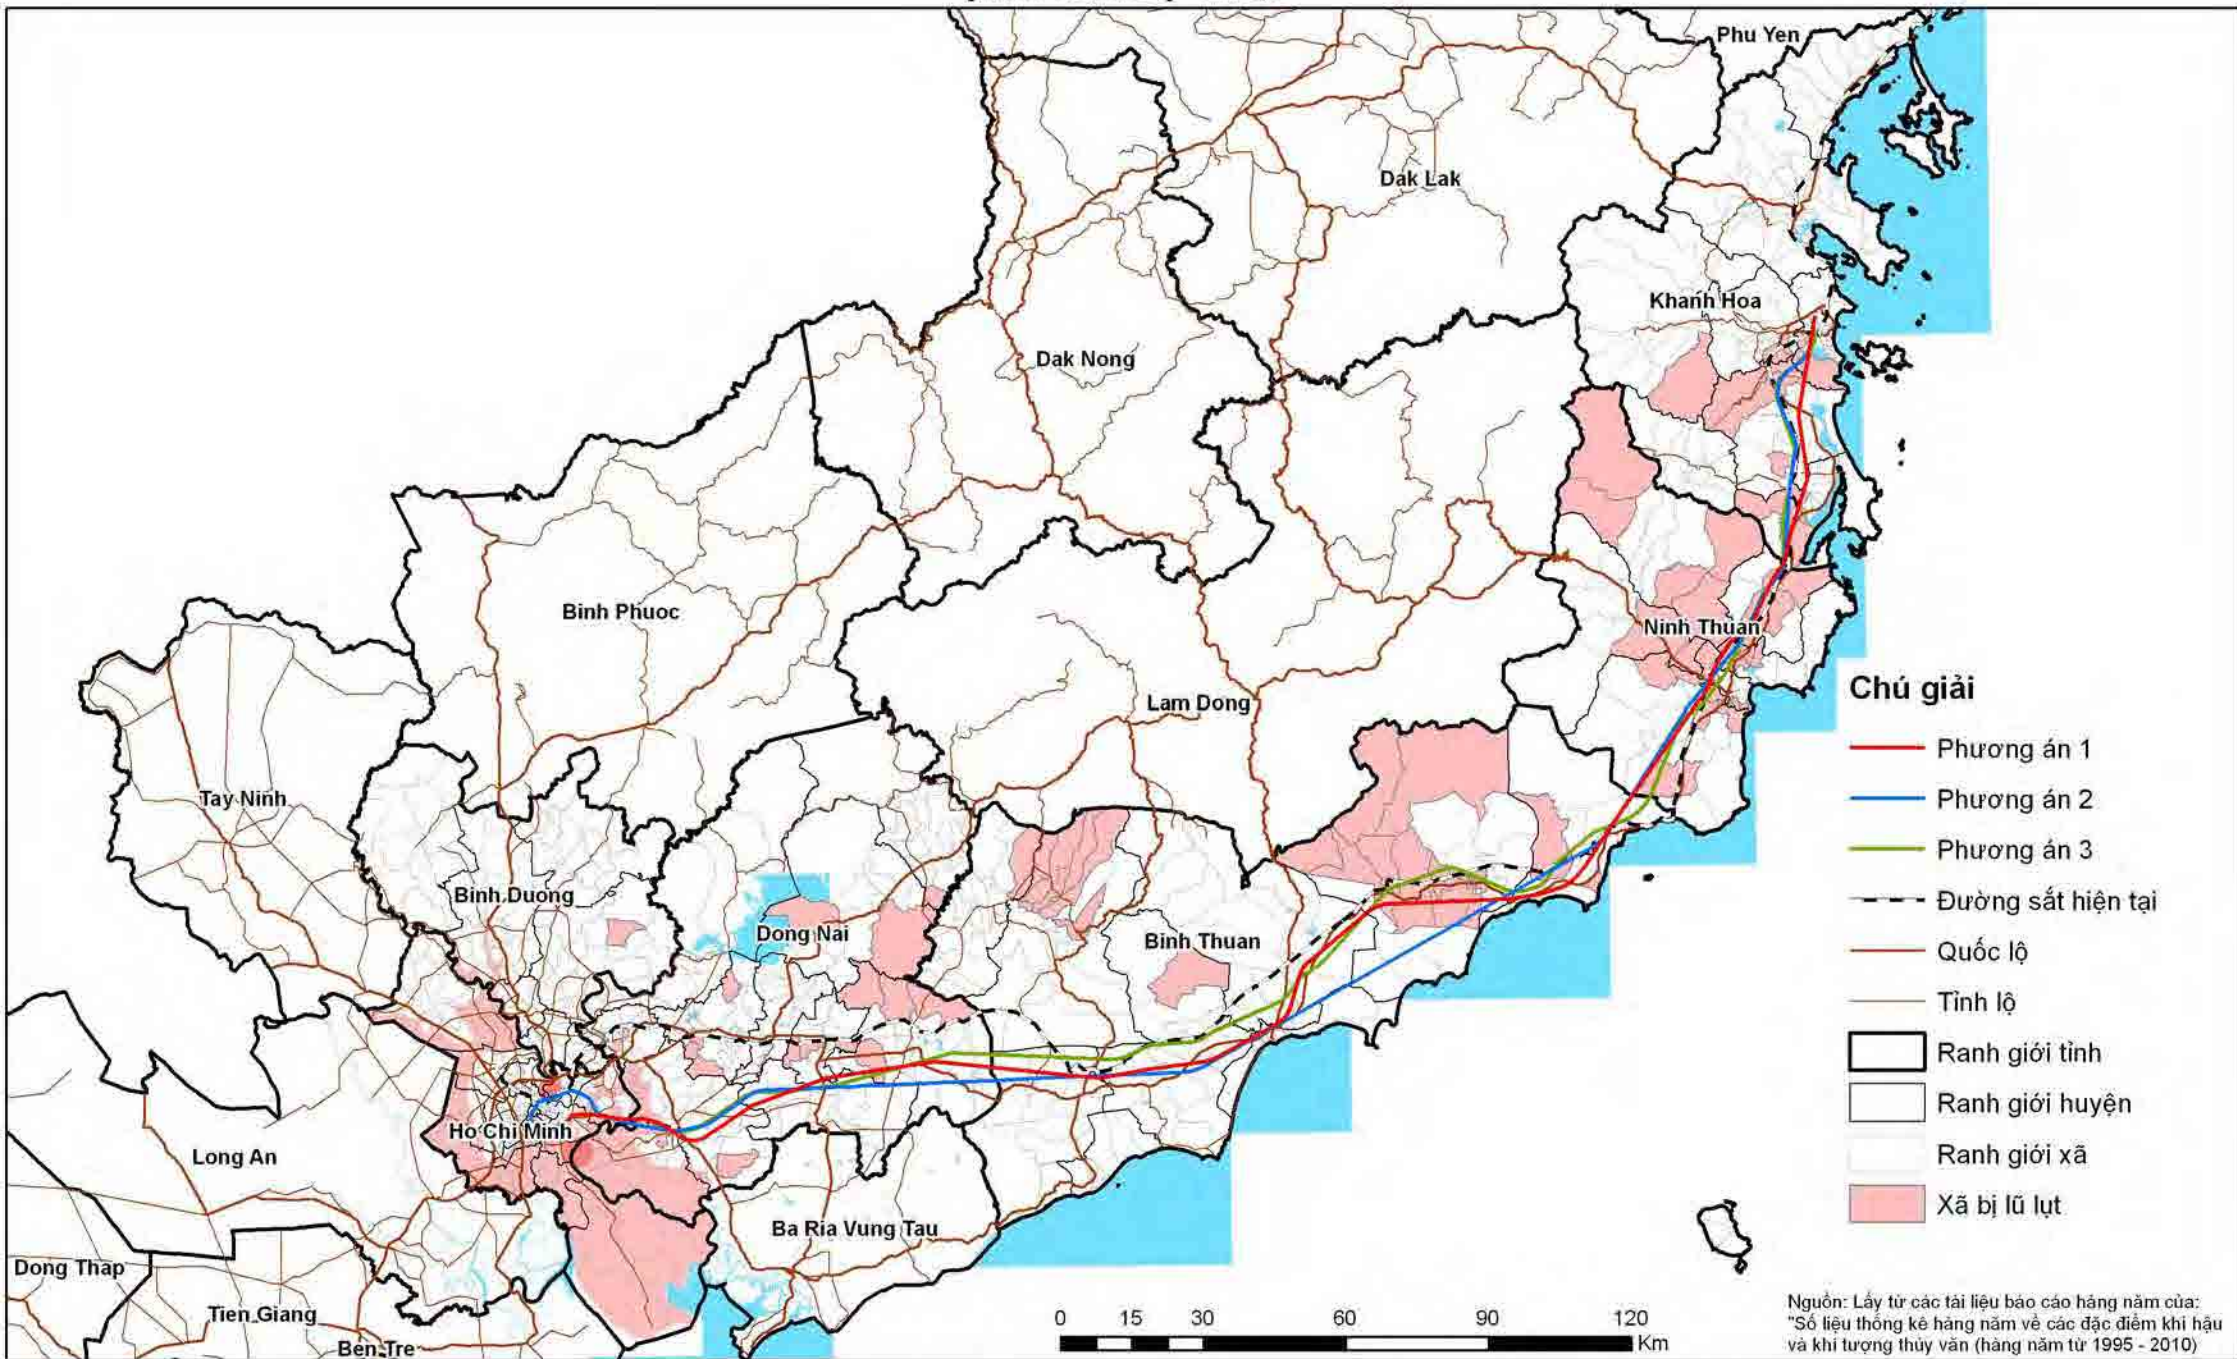 Phu Yen
Dak Lak
Khanh Hoa
Dak Nong
Binh Phuoc
Ninh Thuan
Lam Dong
Tay Ninh
Binh Duong
Dong Nai
Binh Thuan
Ho Chi Minh
Long An
Ba Ria Vung Tau
Dong Thap
Tien Giang
Ben Tre
Chú giải
Phương án 1
Phương án 2
Phương án 3
Đường sắt hiện tại
Quốc lộ
Tỉnh lộ
Ranh giới tỉnh
Ranh giới huyện
Ranh giới xã
Xã bị lũ lụt
0 15 30 60 90 120
Km
Nguồn: Lấy từ các tài liệu báo cáo hàng năm của:
"Số liệu thống kê hàng năm về các đặc điểm khí hậu
và khí tượng thủy văn (hàng năm từ 1995 - 2010)